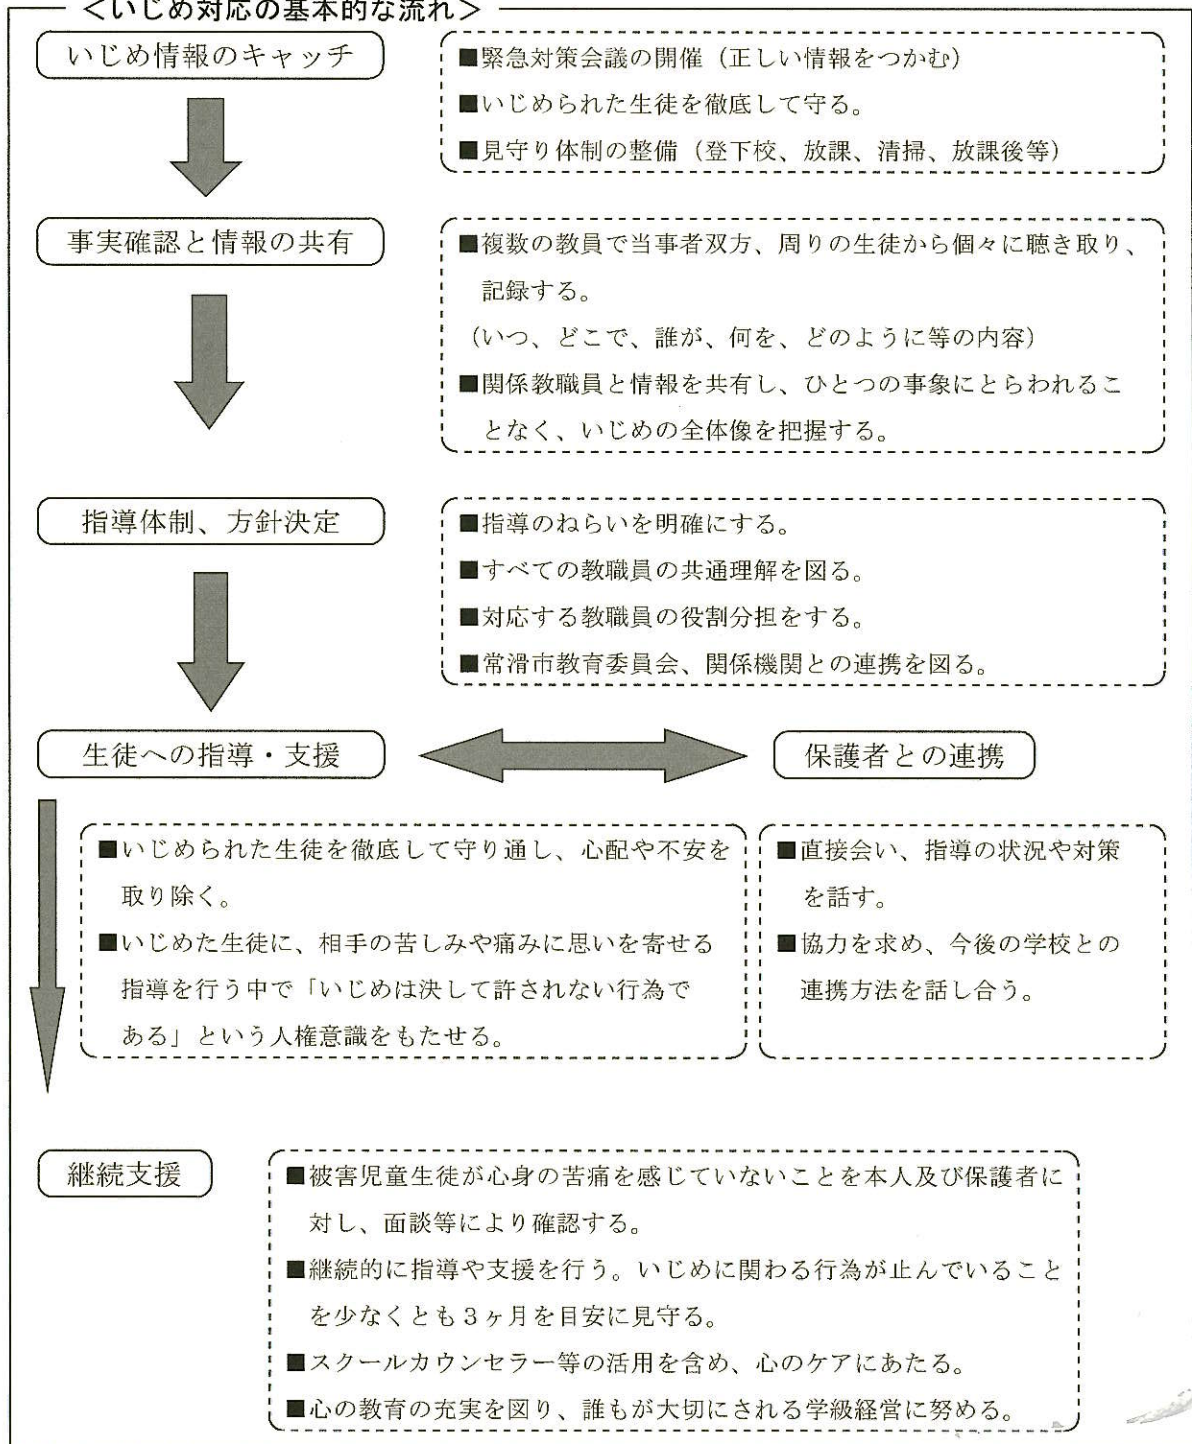 ＜いじめ対応の基本的な流れ＞
いじめ情報のキャッチ
■緊急対策会議の開催（正しい情報をつかむ）
■いじめられた生徒を徹底して守る。
■見守り体制の整備（登下校、放課、清掃、放課後等）
事実確認と情報の共有
■複数の教員で当事者双方、周りの生徒から個々に聴き取り、
記録する。
（いつ、どこで、誰が、何を、どのように等の内容）
■関係教職員と情報を共有し、ひとつの事象にとらわれるこ
となく、いじめの全体像を把握する。
指導体制、方針決定
■指導のねらいを明確にする。
■すべての教職員の共通理解を図る。
■対応する教職員の役割分担をする。
■常滑市教育委員会、関係機関との連携を図る。
生徒への指導・支援
保護者との連携
■いじめられた生徒を徹底して守り通し、心配や不安を
取り除く。
■いじめた生徒に、相手の苦しみや痛みに思いを寄せる
指導を行う中で「いじめは決して許されない行為で
ある」という人権意識をもたせる。
■直接会い、指導の状況や対策
を話す。
■協力を求め、今後の学校との
連携方法を話し合う。
継続支援
■被害児童生徒が心身の苦痛を感じていないことを本人及び保護者に
対し、面談等により確認する。
■継続的に指導や支援を行う。いじめに関わる行為が止んでいること
を少なくとも３ヶ月を目安に見守る。
■スクールカウンセラー等の活用を含め、心のケアにあたる。
■心の教育の充実を図り、誰もが大切にされる学級経営に努める。